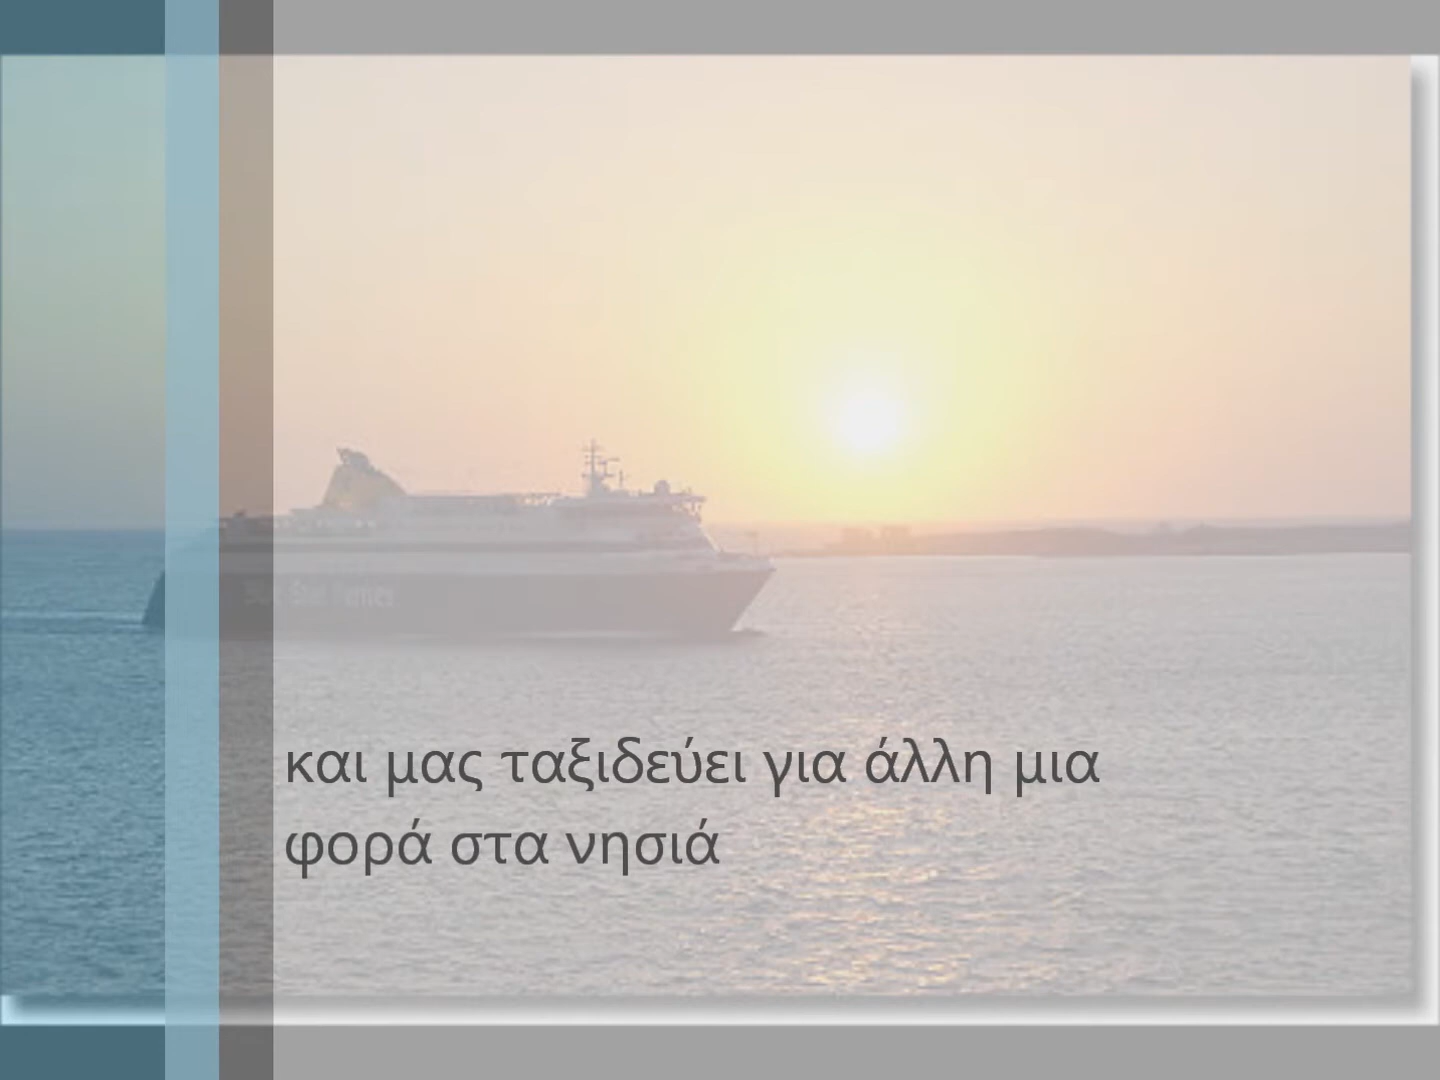 και μας ταξιδεύει για άλλη μια
φορά στα νησιά